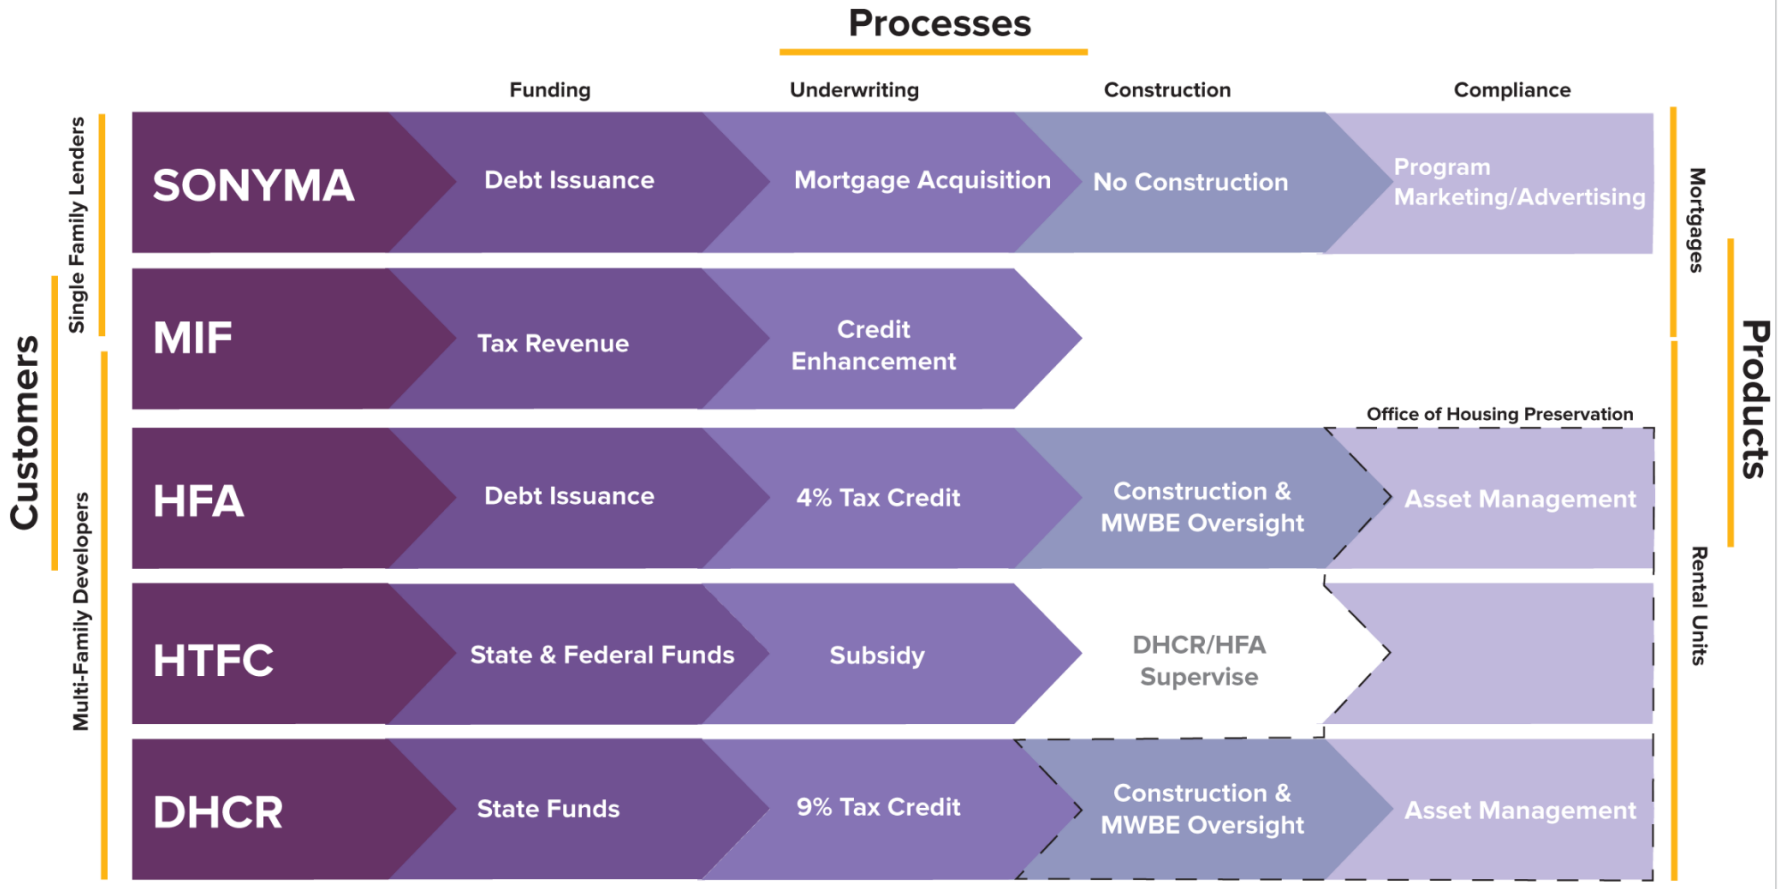 Processes
Funding
Underwriting
Construction
Compliance
Customers
Single Family Lenders
Multi-Family Developers
SONYMA
Debt Issuance
Mortgage Acquisition
No Construction
Program
Marketing/Advertising
MIF
Tax Revenue
Credit
Enhancement
Office of Housing Preservation
HFA
Debt Issuance
4% Tax Credit
Construction &
MWBE Oversight
Asset Management
HTFC
State & Federal Funds
Subsidy
DHCR/HFA
Supervise
DHCR
State Funds
9% Tax Credit
Construction &
MWBE Oversight
Asset Management
Mortgages
Rental Units
Products